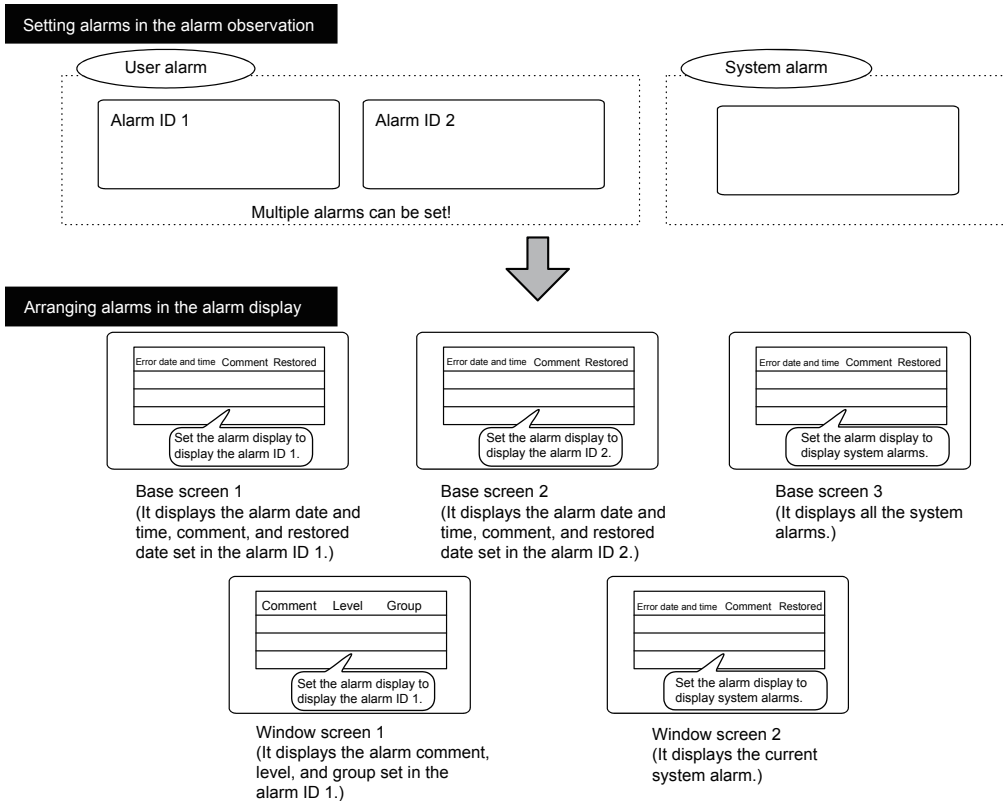 Setting alarms in the alarm observation
User alarm
System alarm
Alarm ID 1
Alarm ID 2
Multiple alarms can be set!
Arranging alarms in the alarm display
Error date and time Comment Restored
Set the alarm display to
display the alarm ID 1.
Base screen 1
(It displays the alarm date and
time, comment, and restored
date set in the alarm ID 1.)
Error date and time Comment Restored
Set the alarm display to
display the alarm ID 2.
Base screen 2
(It displays the alarm date and
time, comment, and restored
date set in the alarm ID 2.)
Error date and time Comment Restored
Set the alarm display to
display system alarms.
Base screen 3
(It displays all the system
alarms.)
Comment Level Group
Set the alarm display to
display the alarm ID 1.
Window screen 1
(It displays the alarm comment,
level, and group set in the
alarm ID 1.)
Error date and time Comment Restored
Set the alarm display to
display system alarms.
Window screen 2
(It displays the current
system alarm.)